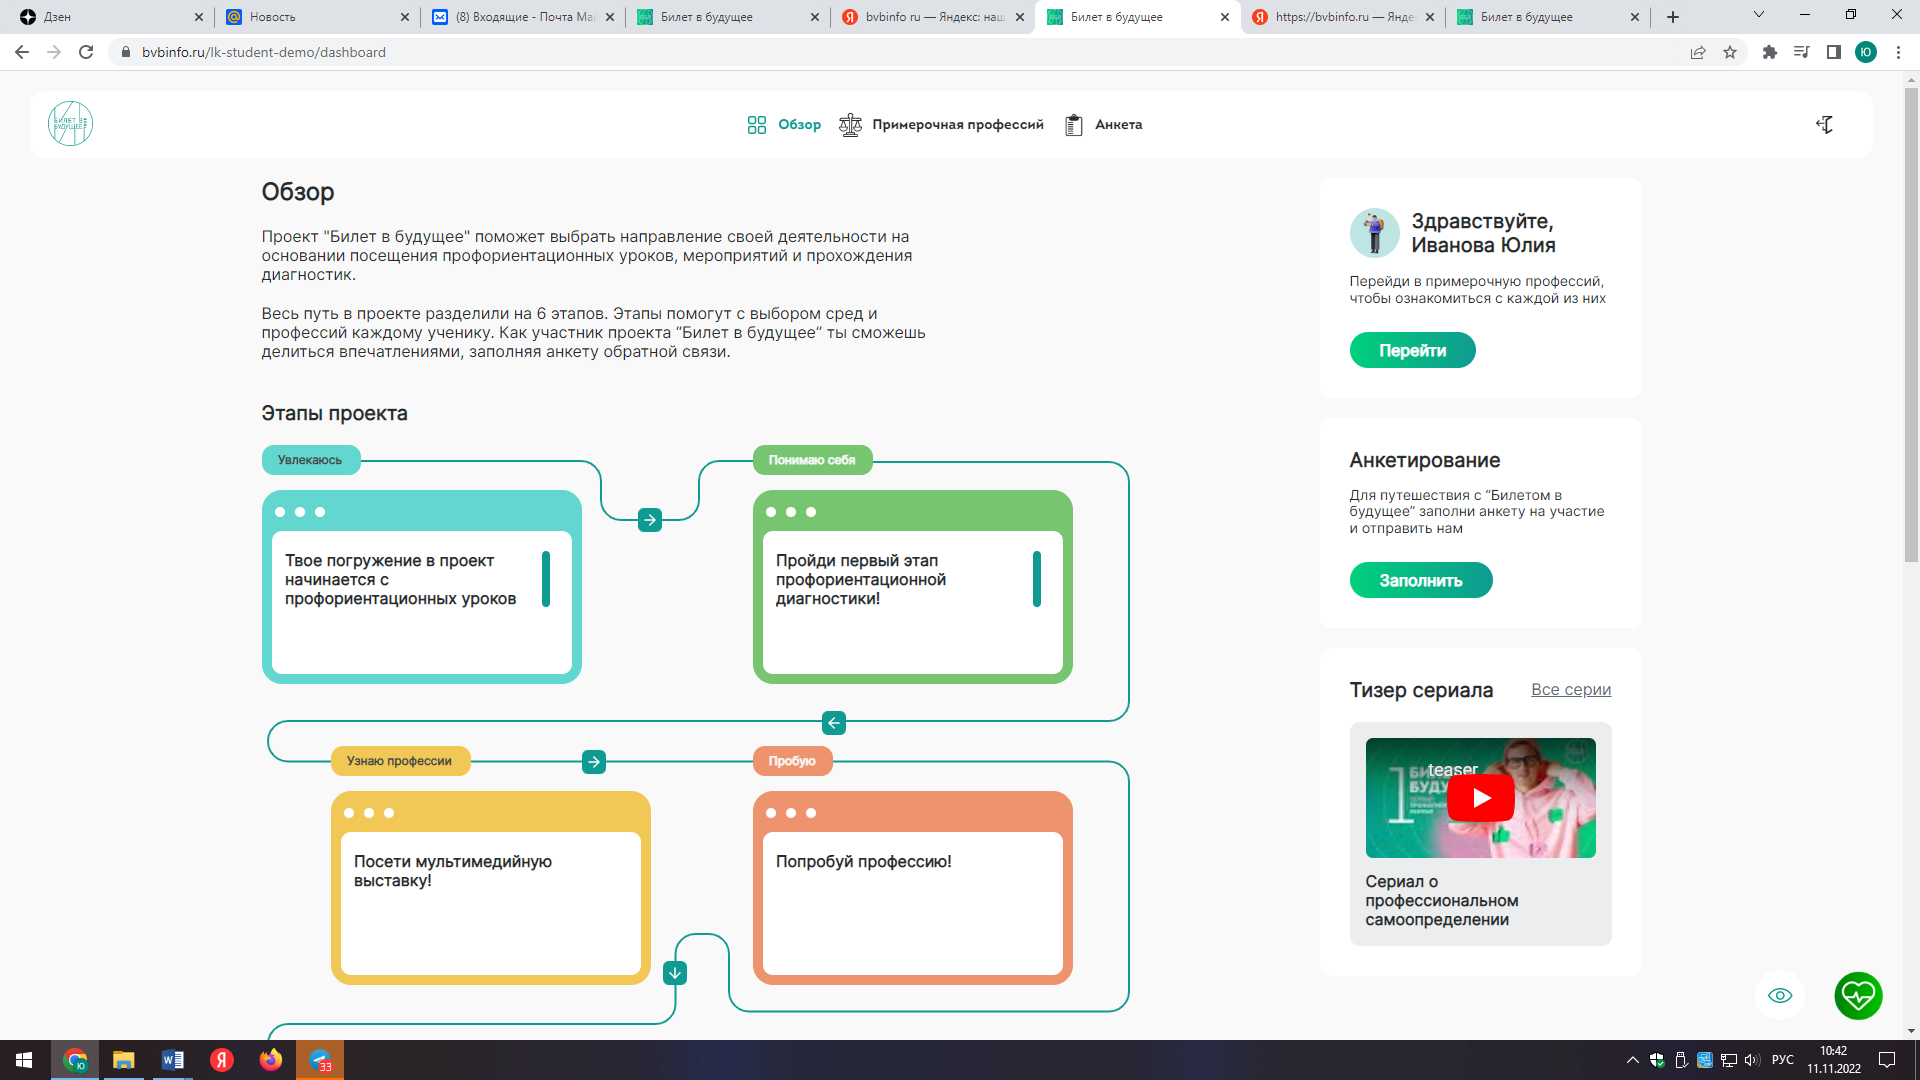 Дзен
Новость
(8) Входящие - Почта Mai
Билет в будущее
bvbinfo ru — Яндекс: наш
Билет в будущее
https://bvbinfo.ru — Янде
Билет в будущее
bvbinfo.ru/lk-student-demo/dashboard
Ю
БИЛЕТ В
БУДУЩЕЕ
Обзор
Примерочная профессий
Анкета
Обзор
Проект "Билет в будущее" поможет выбрать направление своей деятельности на
основании посещения профориентационных уроков, мероприятий и прохождения
диагностик.
Весь путь в проекте разделили на 6 этапов. Этапы помогут с выбором сред и
профессий каждому ученику. Как участник проекта “Билет в будущее” ты сможешь
делиться впечатлениями, заполняя анкету обратной связи.
Этапы проекта
Увлекаюсь
Твое погружение в проект
начинается с
профориентационных уроков
Понимаю себя
Пройди первый этап
профориентационной
диагностики!
Узнаю профессии
Посети мультимедийную
выставку!
Пробую
Попробуй профессию!
Здравствуйте,
Иванова Юлия
Перейди в примерочную профессий,
чтобы ознакомиться с каждой из них
Перейти
Анкетирование
Для путешествия с “Билетом в
будущее” заполни анкету на участие
и отправить нам
Заполнить
Тизер сериала
Все серии
teaser
1
Сериал о
профессиональном
самоопределении
33
РУС
10:42
11.11.2022